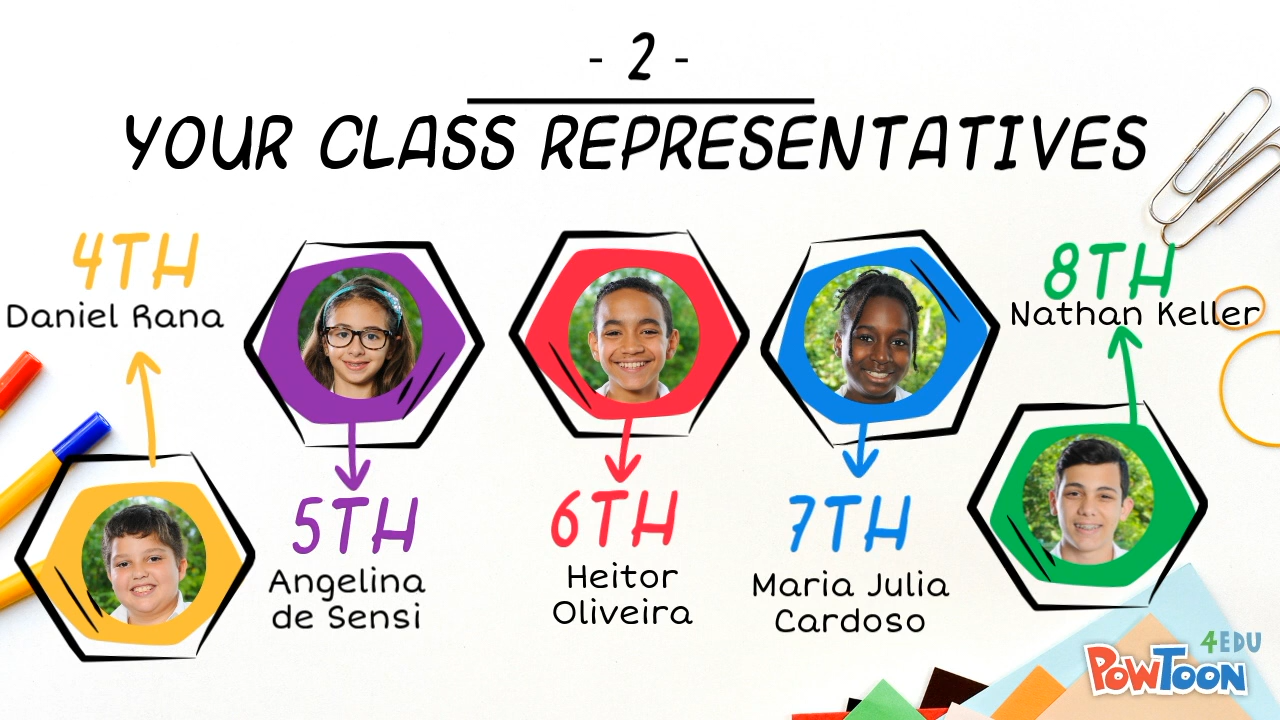 - 2 -
YOUR CLASS REPRESENTATIVES
4TH
Daniel Rana
5TH
Angelina
de Sensi
6TH
Heitor
Oliveira
7TH
Maria Julia
Cardoso
8TH
Nathan Keller
4EDU
POWTOON